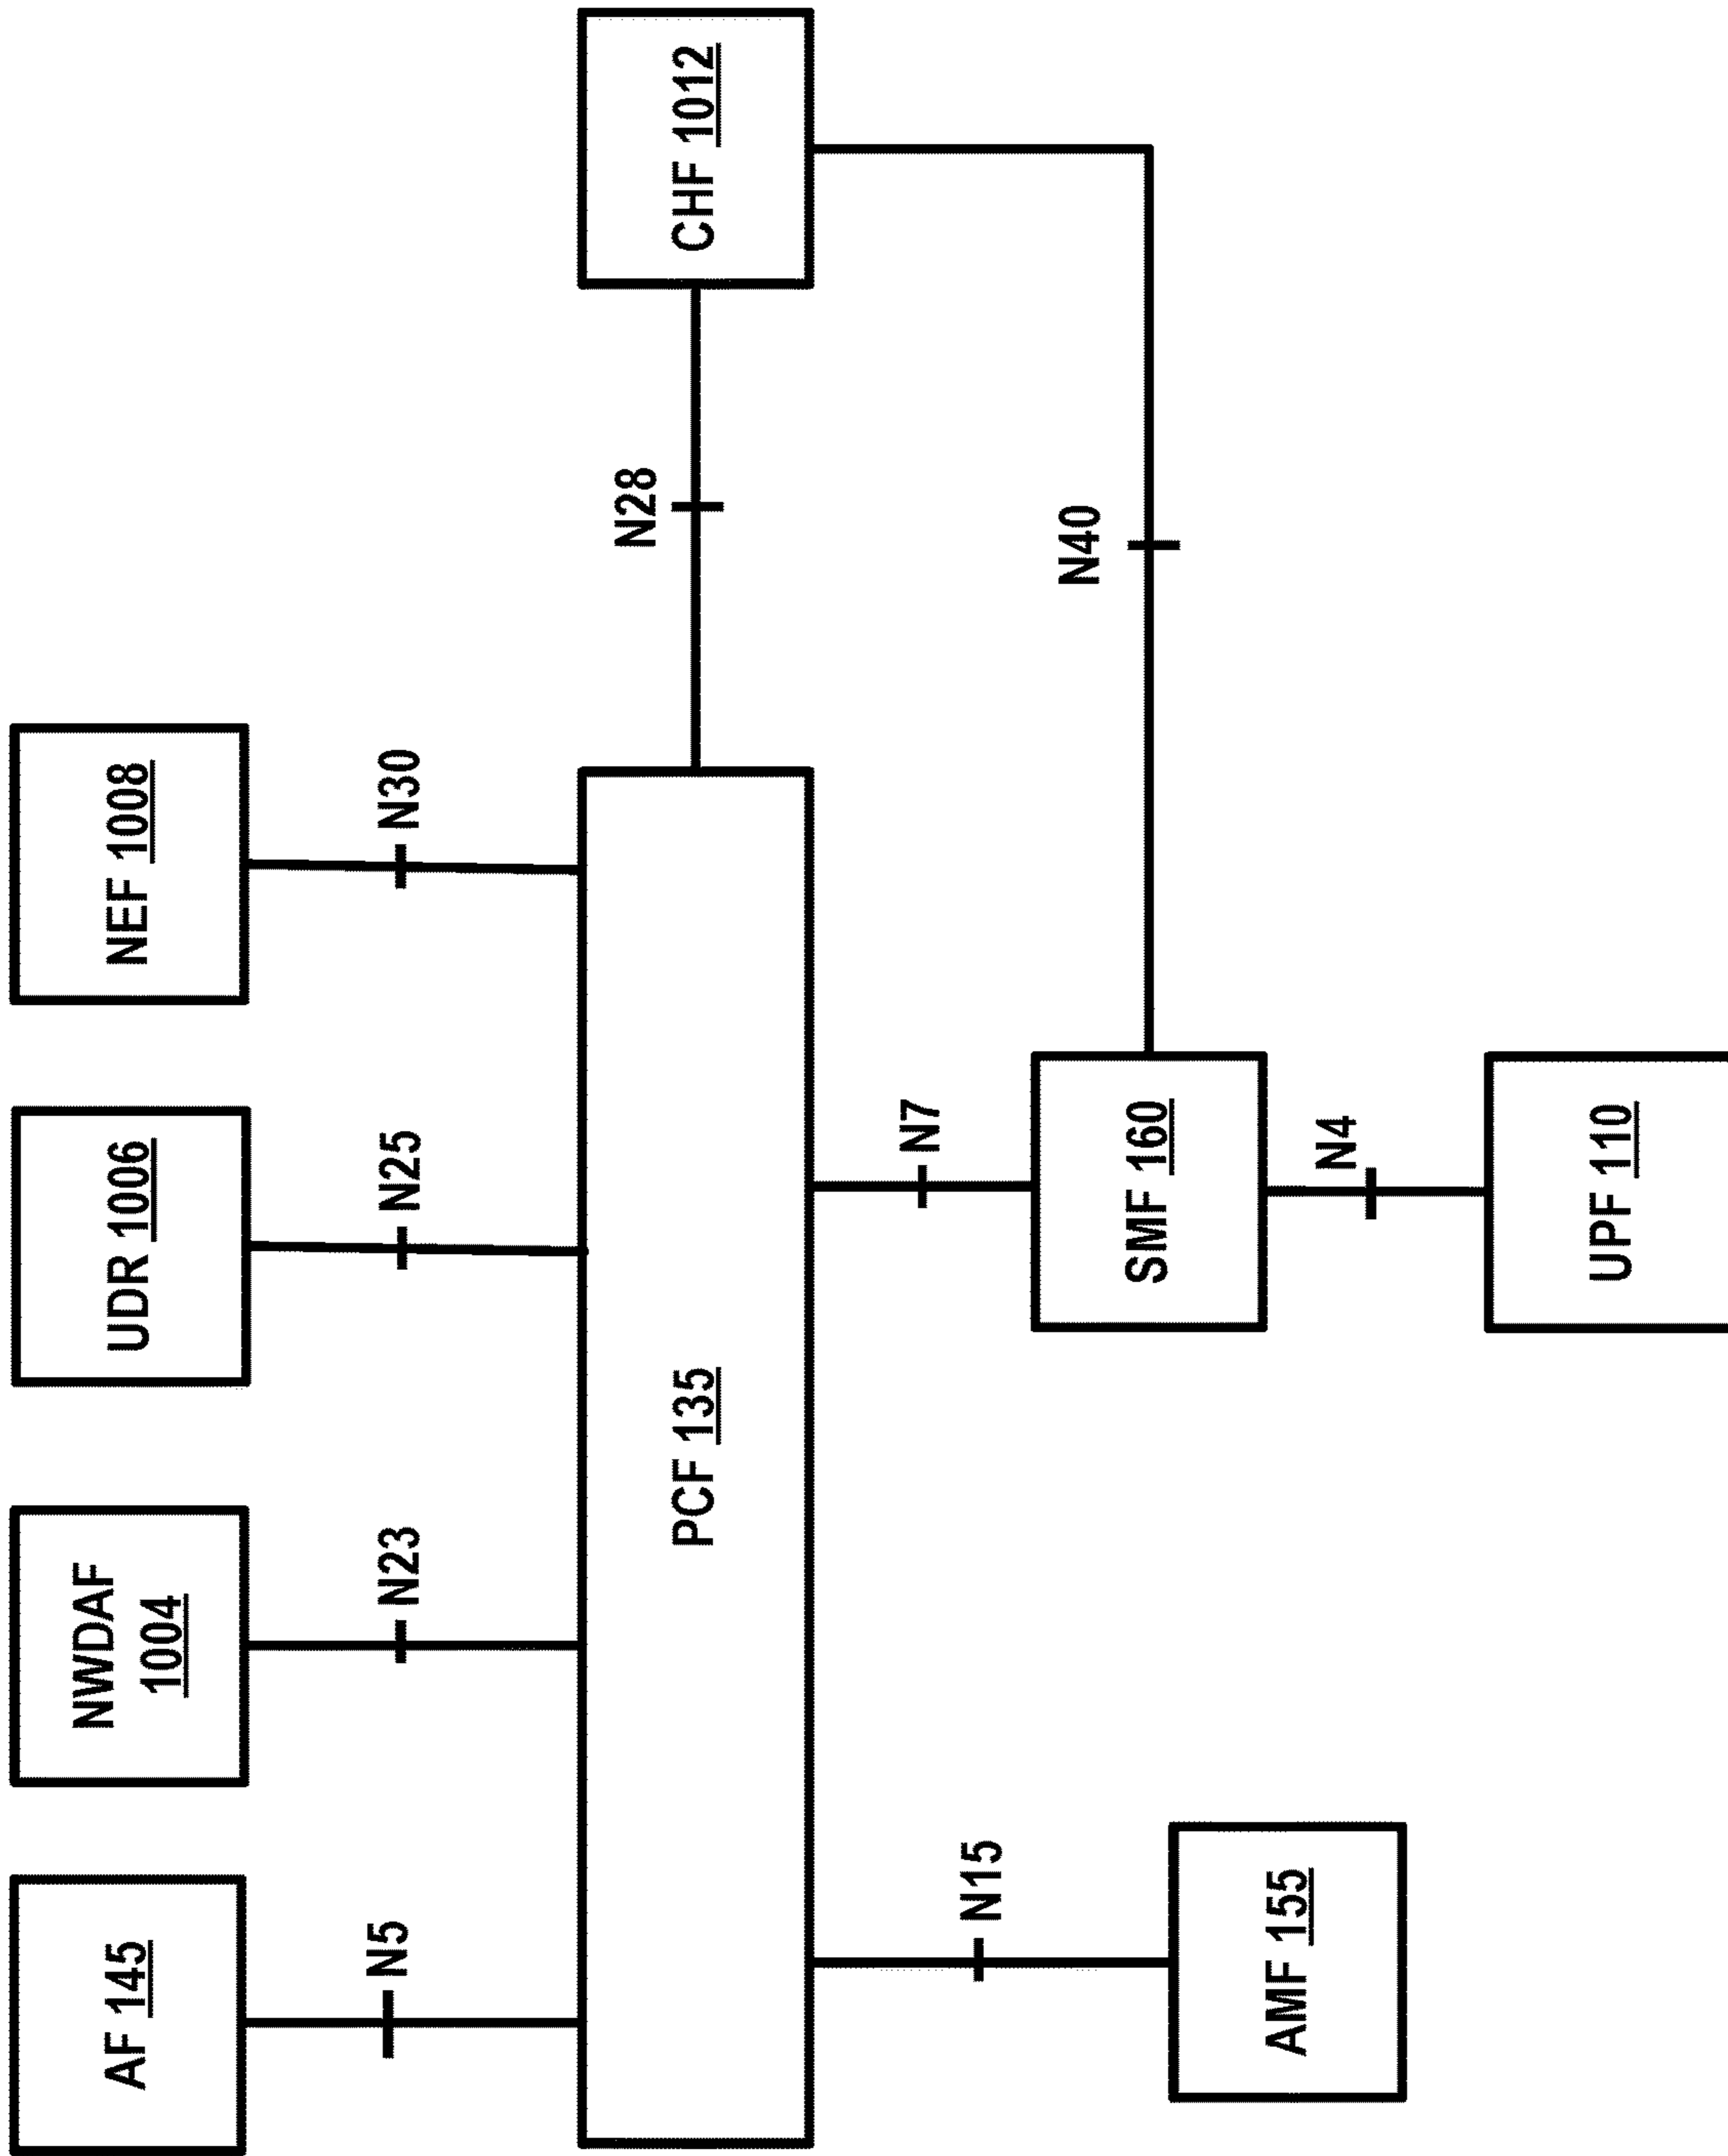 AF 145
NWDAF
1004
UDR 1006
NEF 1008
N5
N23
N25
N30
PCF 135
N28
CHF 1012
N15
N7
N40
AMF 155
SMF 160
N4
UPF 110